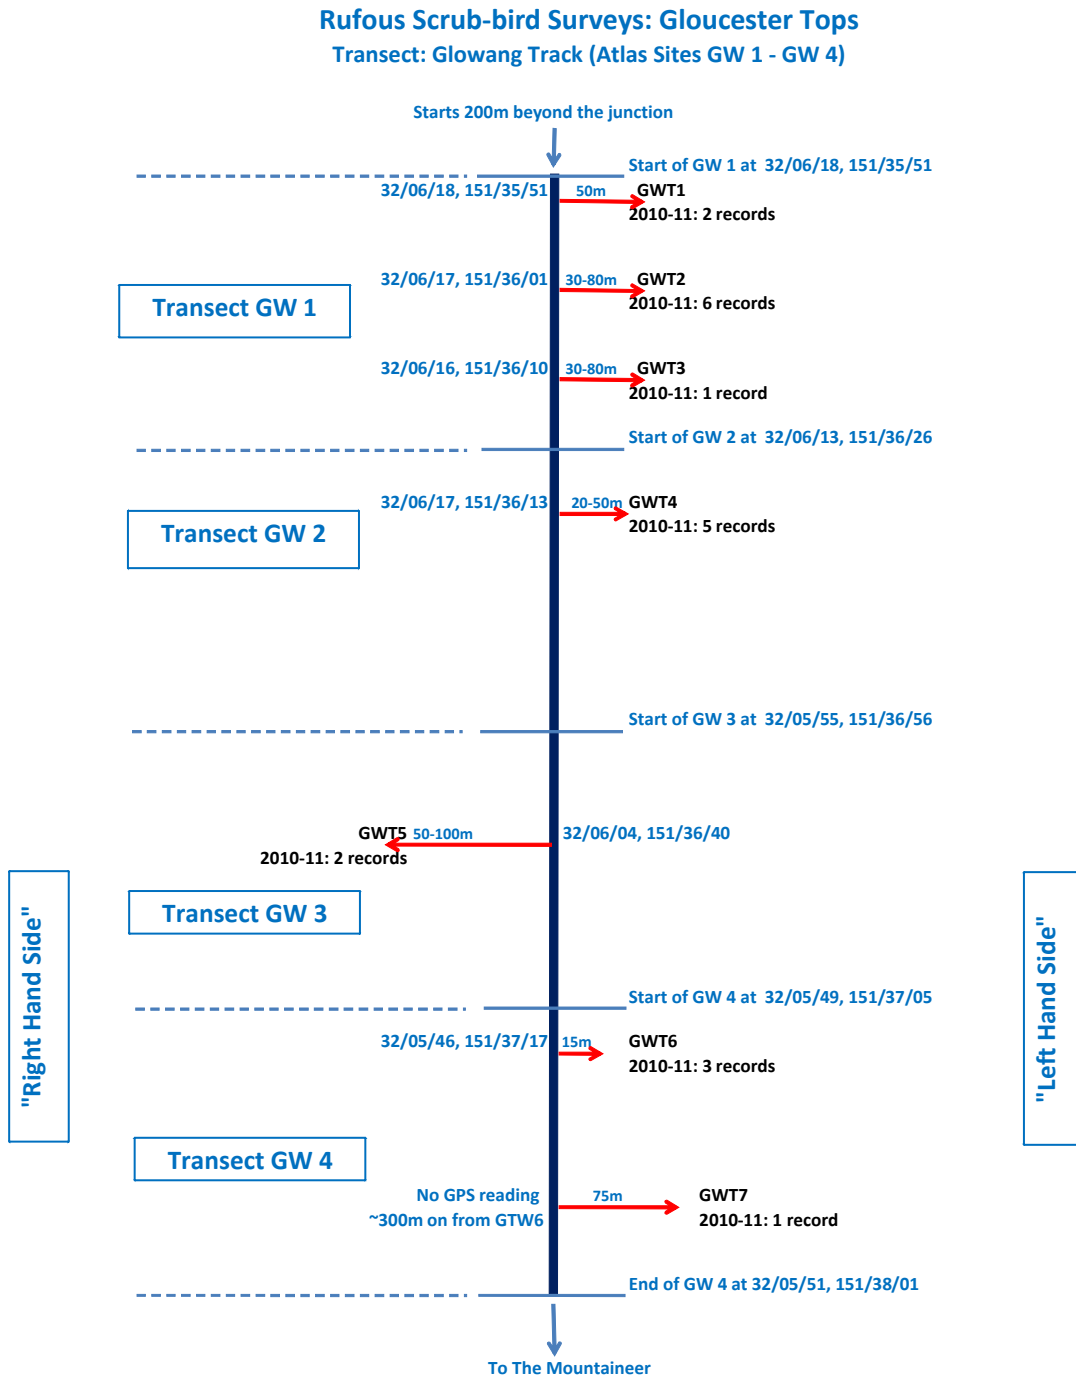 Rufous Scrub-bird Surveys: Gloucester Tops
Transect: Glowang Track (Atlas Sites GW 1 - GW 4)
Starts 200m beyond the junction
Start of GW 1 at 32/06/18, 151/35/51
32/06/18, 151/35/51 50m GWT1
2010-11: 2 records
32/06/17, 151/36/01 30-80m GWT2
2010-11: 6 records
Transect GW 1
32/06/16, 151/36/10 30-80m GWT3
2010-11: 1 record
Start of GW 2 at 32/06/13, 151/36/26
32/06/17, 151/36/13 20-50m GWT4
2010-11: 5 records
Transect GW 2
Start of GW 3 at 32/05/55, 151/36/56
GWT5 50-100m 32/06/04, 151/36/40
2010-11: 2 records
Transect GW 3
"Right Hand Side"
"Left Hand Side"
Start of GW 4 at 32/05/49, 151/37/05
32/05/46, 151/37/17 15m GWT6
2010-11: 3 records
Transect GW 4
No GPS reading 75m GWT7
~300m on from GTW6 2010-11: 1 record
End of GW 4 at 32/05/51, 151/38/01
To The Mountaineer